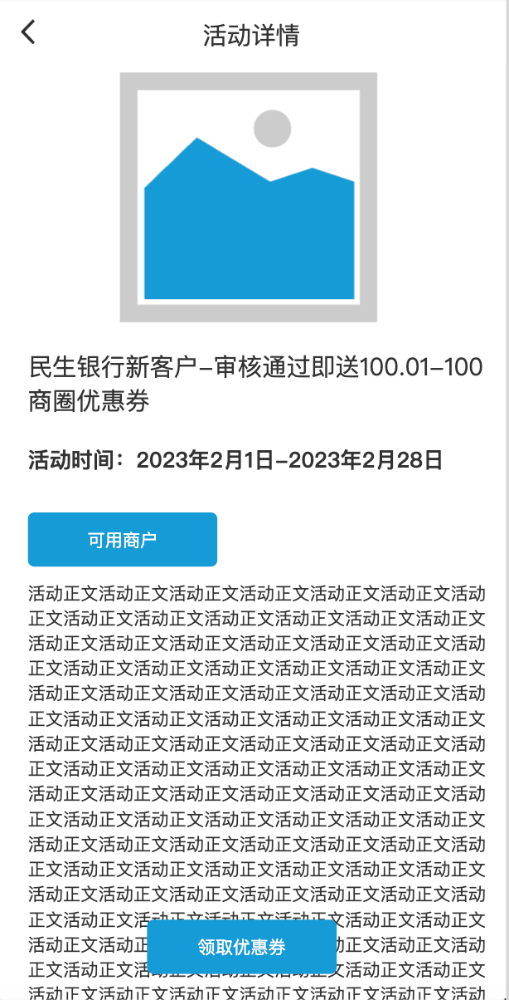 活动详情
民生银行新客户-审核通过即送100.01-100
商圈优惠券
活动时间：2023年2月1日-2023年2月28日
可用商户
活动正文活动正文活动正文活动正文活动正文活动正文活动
正文活动正文活动正文活动正文活动正文活动正文活动正文
活动正文活动正文活动正文活动正文活动正文活动正文活动
正文活动正文活动正文活动正文活动正文活动正文活动正文
活动正文活动正文活动正文活动正文活动正文活动正文活动
正文活动正文活动正文活动正文活动正文活动正文活动正文
活动正文活动正文活动正文活动正文活动正文活动正文活动
正文活动正文活动正文活动正文活动正文活动正文活动正文
活动正文活动正文活动正文活动正文活动正文活动正文活动
正文活动正文活动正文活动正文活动正文活动正文活动正文
活动正文活动正文活动正文活动正文活动正文活动正文活动
正文活动正文活动正文活动正文活动正文活动正文活动正文
活动正文活动正文活动正文活动正文活动正文活动正文活动
正文活动正文活 活动正文活动正文
活动正文活动正 领取优惠券 动正文活动正文活动
正文活动正文活 活动正文活动正文
活动正文活动正文活动正文活动正文活动正文活动正文活动